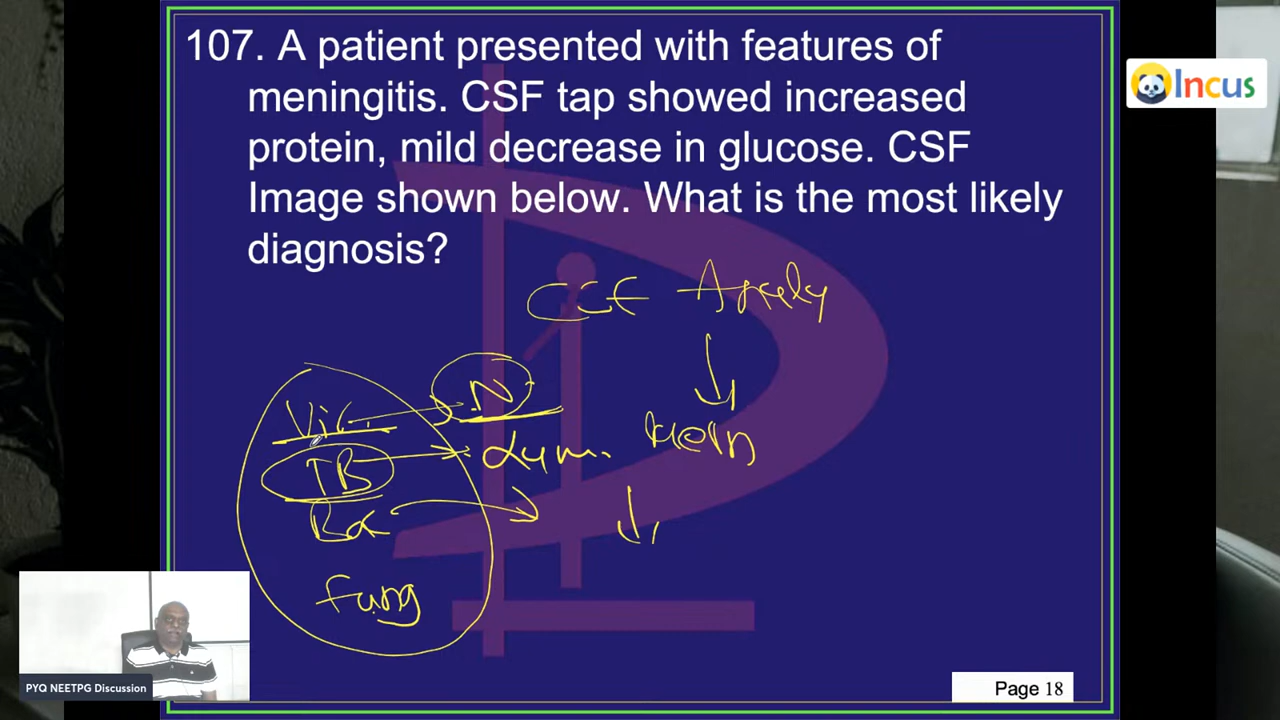 107. A patient presented with features of
meningitis. CSF tap showed increased
protein, mild decrease in glucose. CSF
Image shown below. What is the most likely
diagnosis?
Incus
CSF
N
TB
Lym.
Fung
PYQ NEETPG Discussion
Page 18